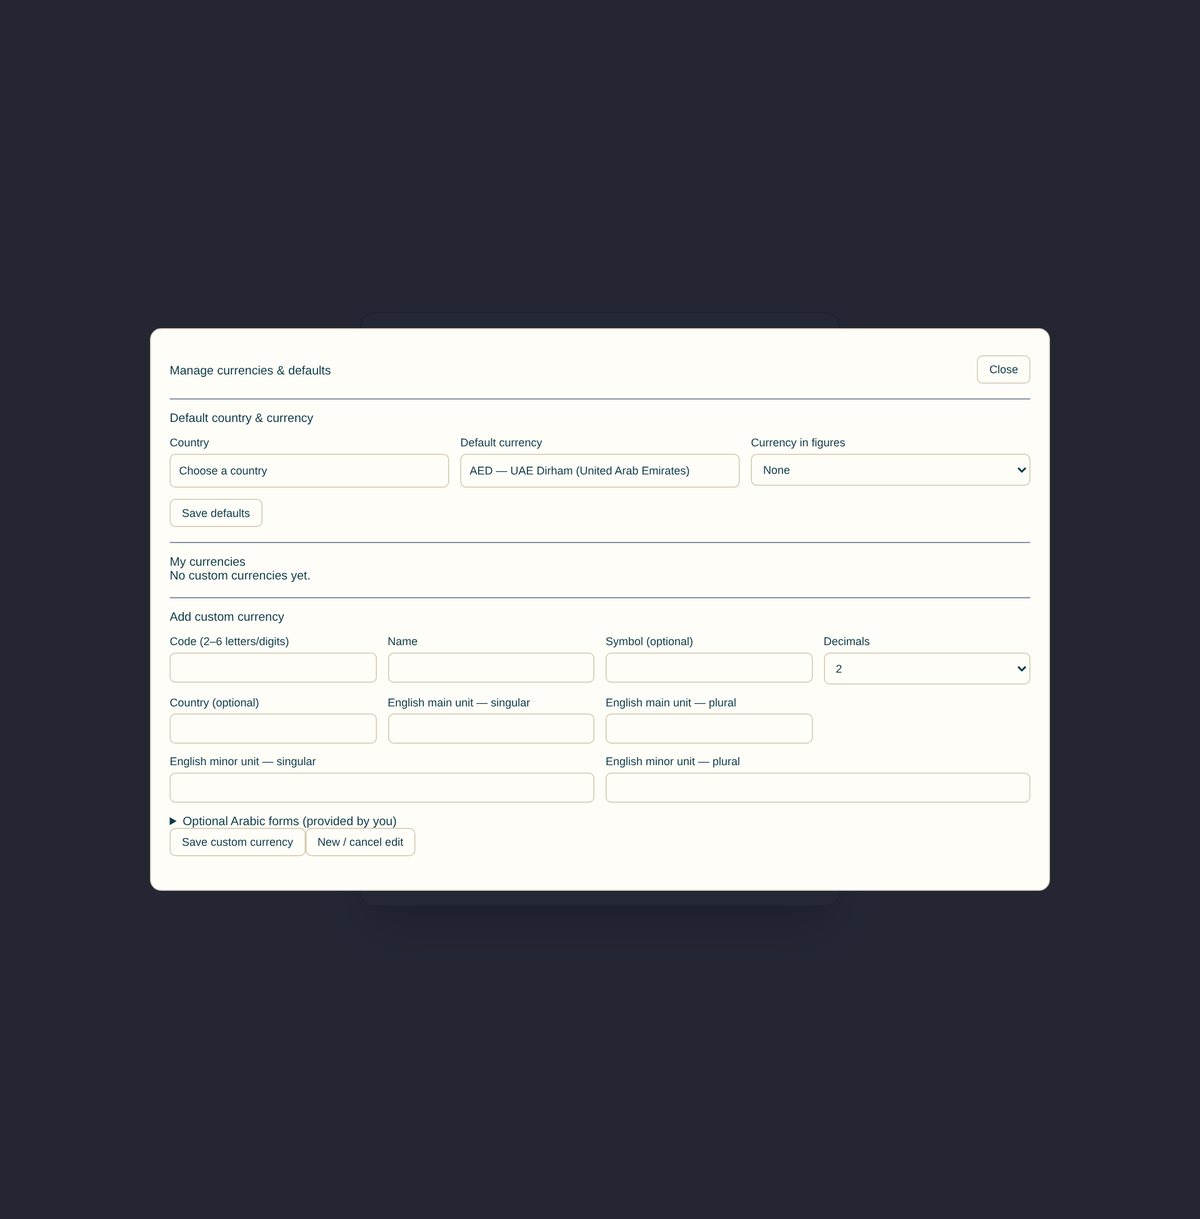 Manage currencies & defaults
Close
Default country & currency
Country
Default currency
Currency in figures
Choose a country
AED — UAE Dirham (United Arab Emirates)
None
Save defaults
My currencies
No custom currencies yet.
Add custom currency
Code (2–6 letters/digits)
Name
Symbol (optional)
Decimals
2
Country (optional)
English main unit — singular
English main unit — plural
English minor unit — singular
English minor unit — plural
Optional Arabic forms (provided by you)
Save custom currency
New / cancel edit